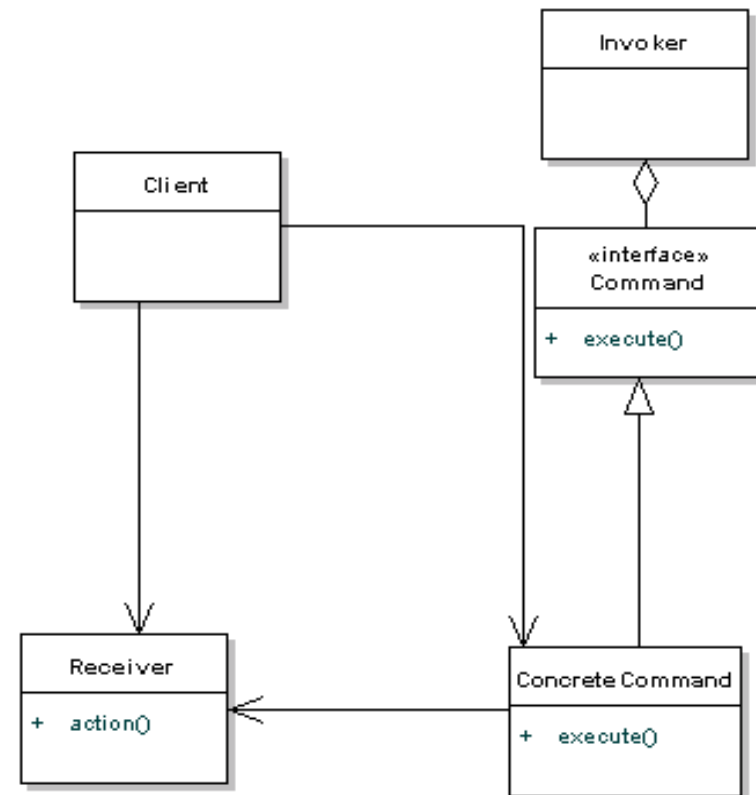 Invoker
Client
«interface»
Command
+ execute()
Receiver
+ action()
Concrete Command
+ execute()